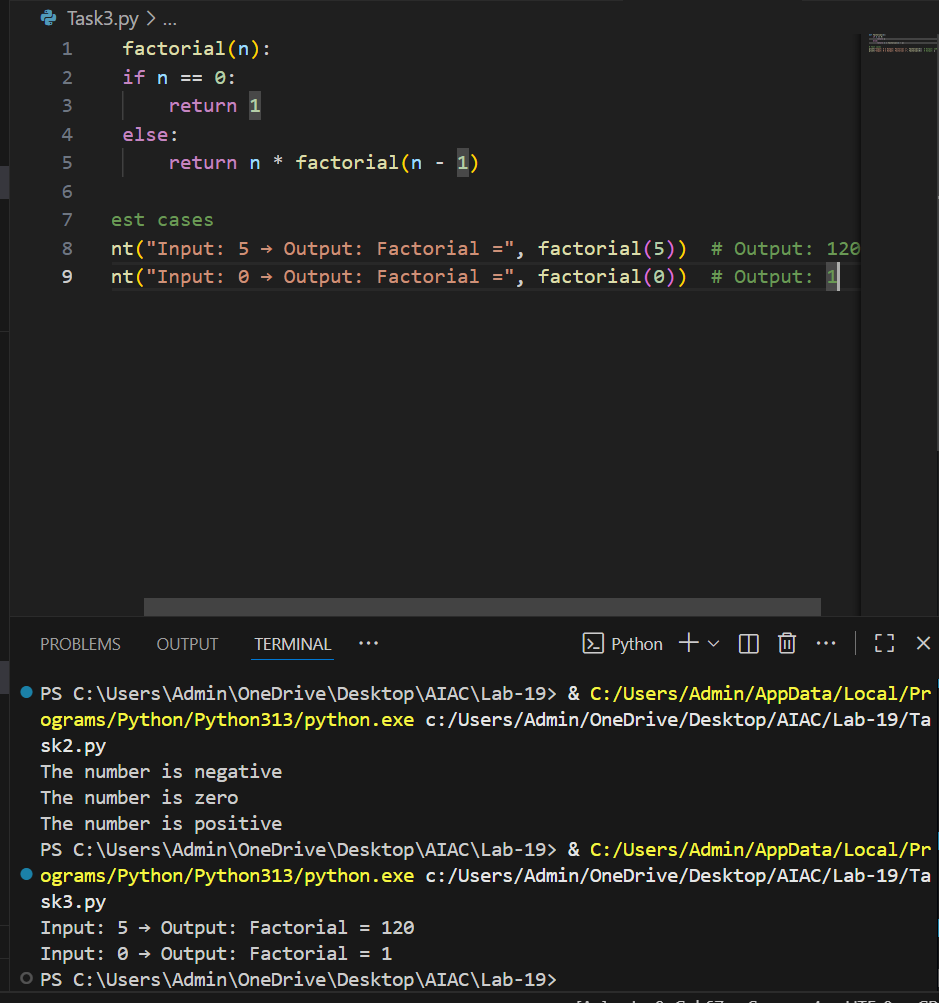 Task3.py > ...
1 factorial(n):
2 if n == 0:
3 return 1
4 else:
5 return n * factorial(n - 1)
6
7 est cases
8 nt("Input: 5 → Output: Factorial =", factorial(5))  # Output: 120
9 nt("Input: 0 → Output: Factorial =", factorial(0))  # Output: 1
PROBLEMS OUTPUT TERMINAL ... Python
PS C:\Users\Admin\OneDrive\Desktop\AIAC\Lab-19> & C:/Users/Admin/AppData/Local/Pr
ograms/Python/Python313/python.exe c:/Users/Admin/OneDrive/Desktop/AIAC/Lab-19/Ta
sk2.py
The number is negative
The number is zero
The number is positive
PS C:\Users\Admin\OneDrive\Desktop\AIAC\Lab-19> & C:/Users/Admin/AppData/Local/Pr
ograms/Python/Python313/python.exe c:/Users/Admin/OneDrive/Desktop/AIAC/Lab-19/Ta
sk3.py
Input: 5 → Output: Factorial = 120
Input: 0 → Output: Factorial = 1
PS C:\Users\Admin\OneDrive\Desktop\AIAC\Lab-19>